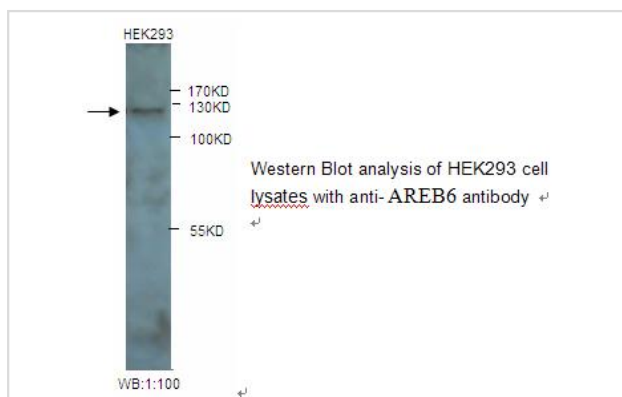 HEK293
170KD
130KD
100KD
55KD
WB:1:100
Western Blot analysis of HEK293 cell
lysates with anti- AREB6 antibody